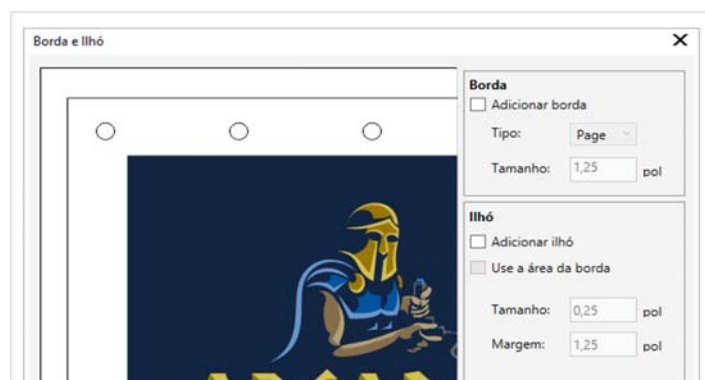 Borda e Ilhó
Borda
Adicionar borda
Tipo: Page
Tamanho: 1,25 pol
Ilhó
Adicionar ilhó
Use a área da borda
Tamanho: 0,25 pol
Margem: 1,25 pol